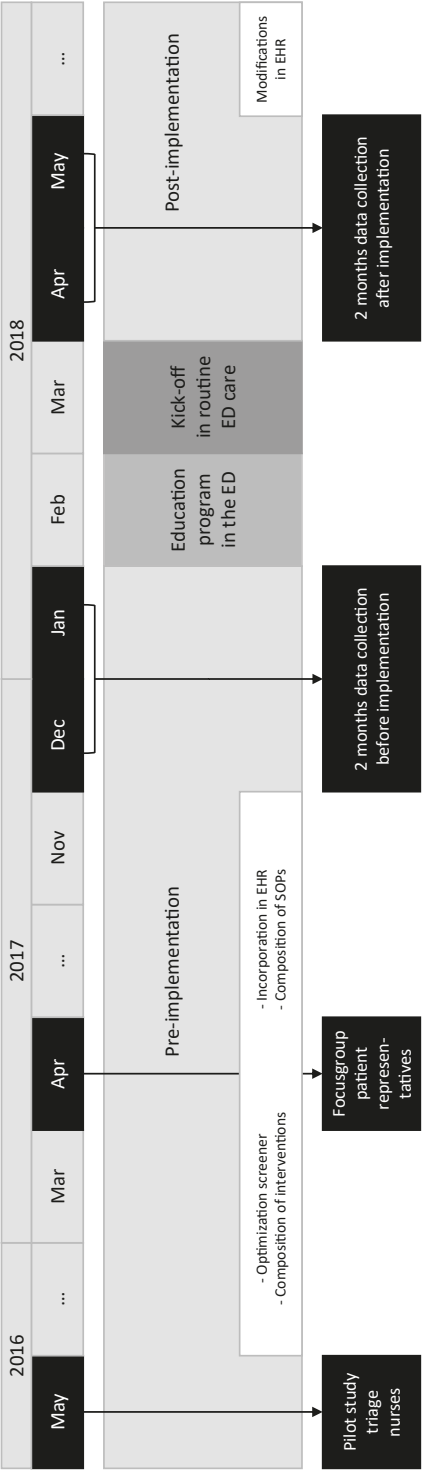 2016
2017
2018
May
...
Mar
Apr
...
Nov
Dec
Jan
Feb
Mar
Apr
May
...
Pre-implementation
Education
program
in the ED
Kick-off
in routine
ED care
Post-implementation
- Optimization screener
- Composition of interventions
- Incorporation in EHR
- Composition of SOPs
Modifications
in EHR
Pilot study
triage
nurses
Focusgroup
patient
represen-
tatives
2 months data collection
before implementation
2 months data collection
after implementation